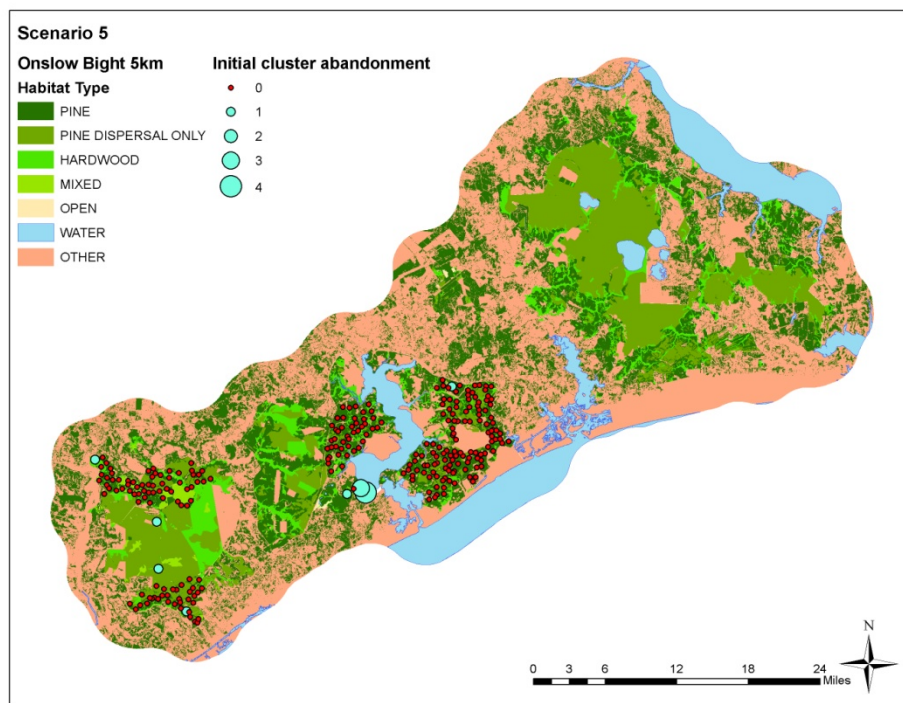 Scenario 5
Onslow Bight 5km
Habitat Type
PINE
PINE DISPERSAL ONLY
HARDWOOD
MIXED
OPEN
WATER
OTHER
Initial cluster abandonment
0
1
2
3
4
N
0 3 6 12 18 24
Miles